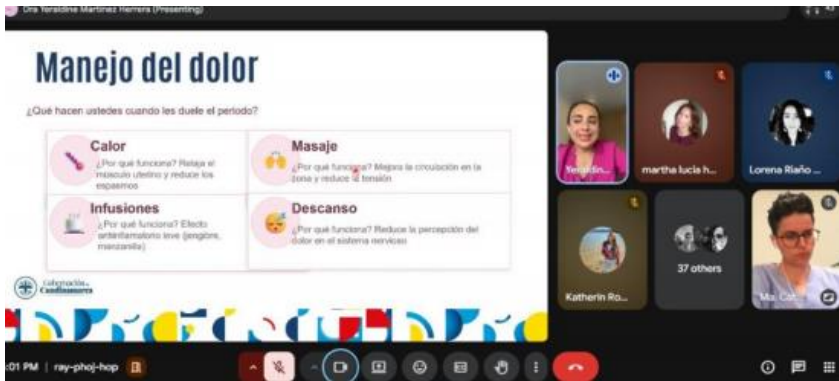 Dra Yeraldine Martinez Herrera (Presenting)
Manejo del dolor
¿Qué hacen ustedes cuando les duele el periodo?
Calor
¿Por qué funciona? Relaja el
músculo uterino y reduce los
espasmos
Masaje
¿Por qué funciona? Mejora la circulación en la
zona y reduce la tensión
Infusiones
¿Por qué funciona? Efecto
antiinflamatorio leve (jengibre,
manzanilla)
Descanso
¿Por qué funciona? Reduce la percepción del
dolor en el sistema nervioso
Gobernación de
Cundinamarca
Yeraldin...
martha lucia h...
Lorena Riaño ...
Katherin Ro...
37 others
Ma. Cat...
:01 PM | ray-phoj-hop